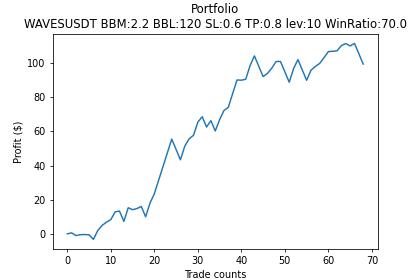 Portfolio
WAVESUSDT BBM:2.2 BBL:120 SL:0.6 TP:0.8 lev:10 WinRatio:70.0
100
80
60
40
20
0
Profit ($)
0 10 20 30 40 50 60 70
Trade counts